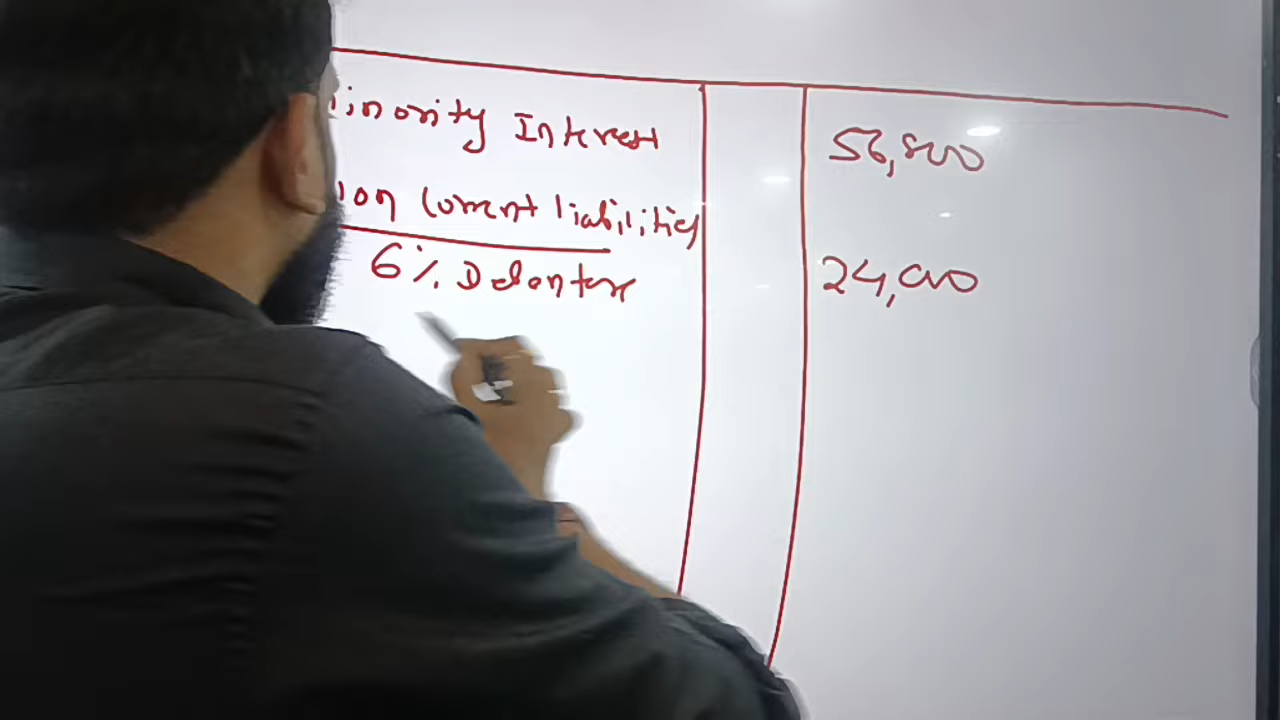 inority Interest 56,800
on Current liabilities
6% Debenture 24,000